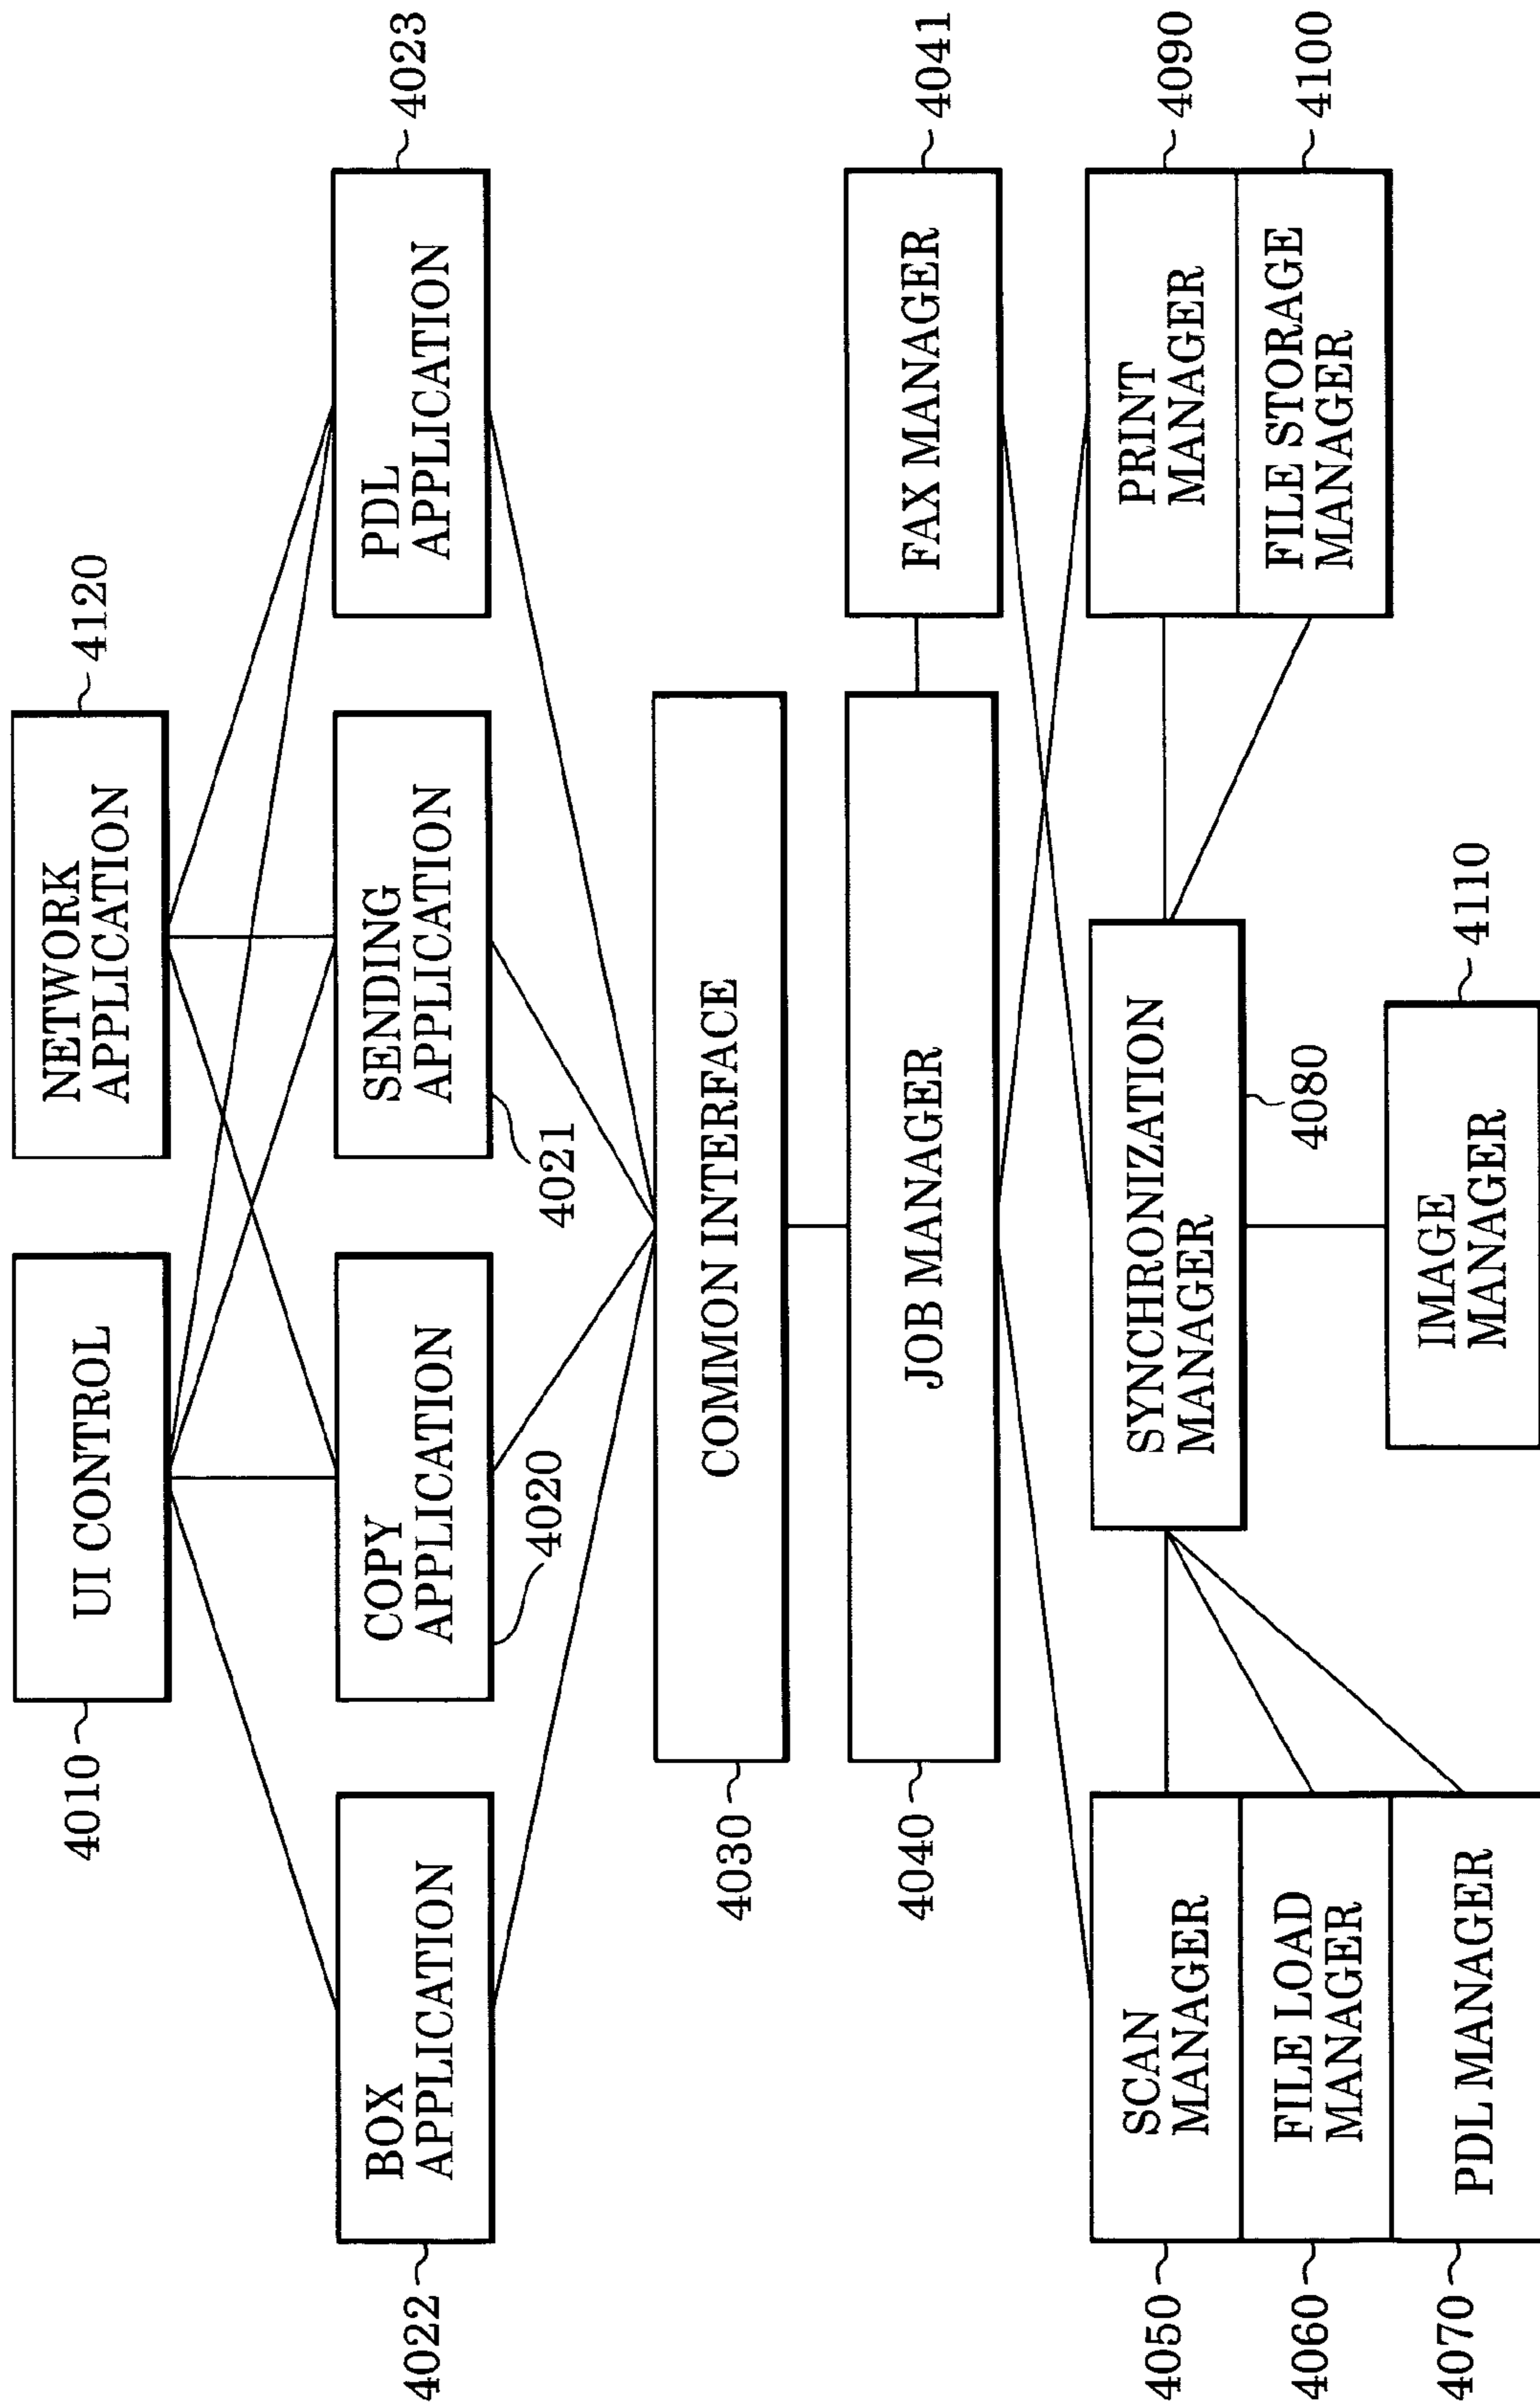 4010
UI CONTROL
NETWORK
APPLICATION
4120
4022
BOX
APPLICATION
COPY
APPLICATION
4020
SENDING
APPLICATION
4021
PDL
APPLICATION
4023
4030
COMMON INTERFACE
4040
JOB MANAGER
FAX MANAGER
4041
4050
SCAN
MANAGER
4060
FILE LOAD
MANAGER
4070
PDL MANAGER
SYNCHRONIZATION
MANAGER
4080
PRINT
MANAGER
4090
FILE STORAGE
MANAGER
4100
IMAGE
MANAGER
4110